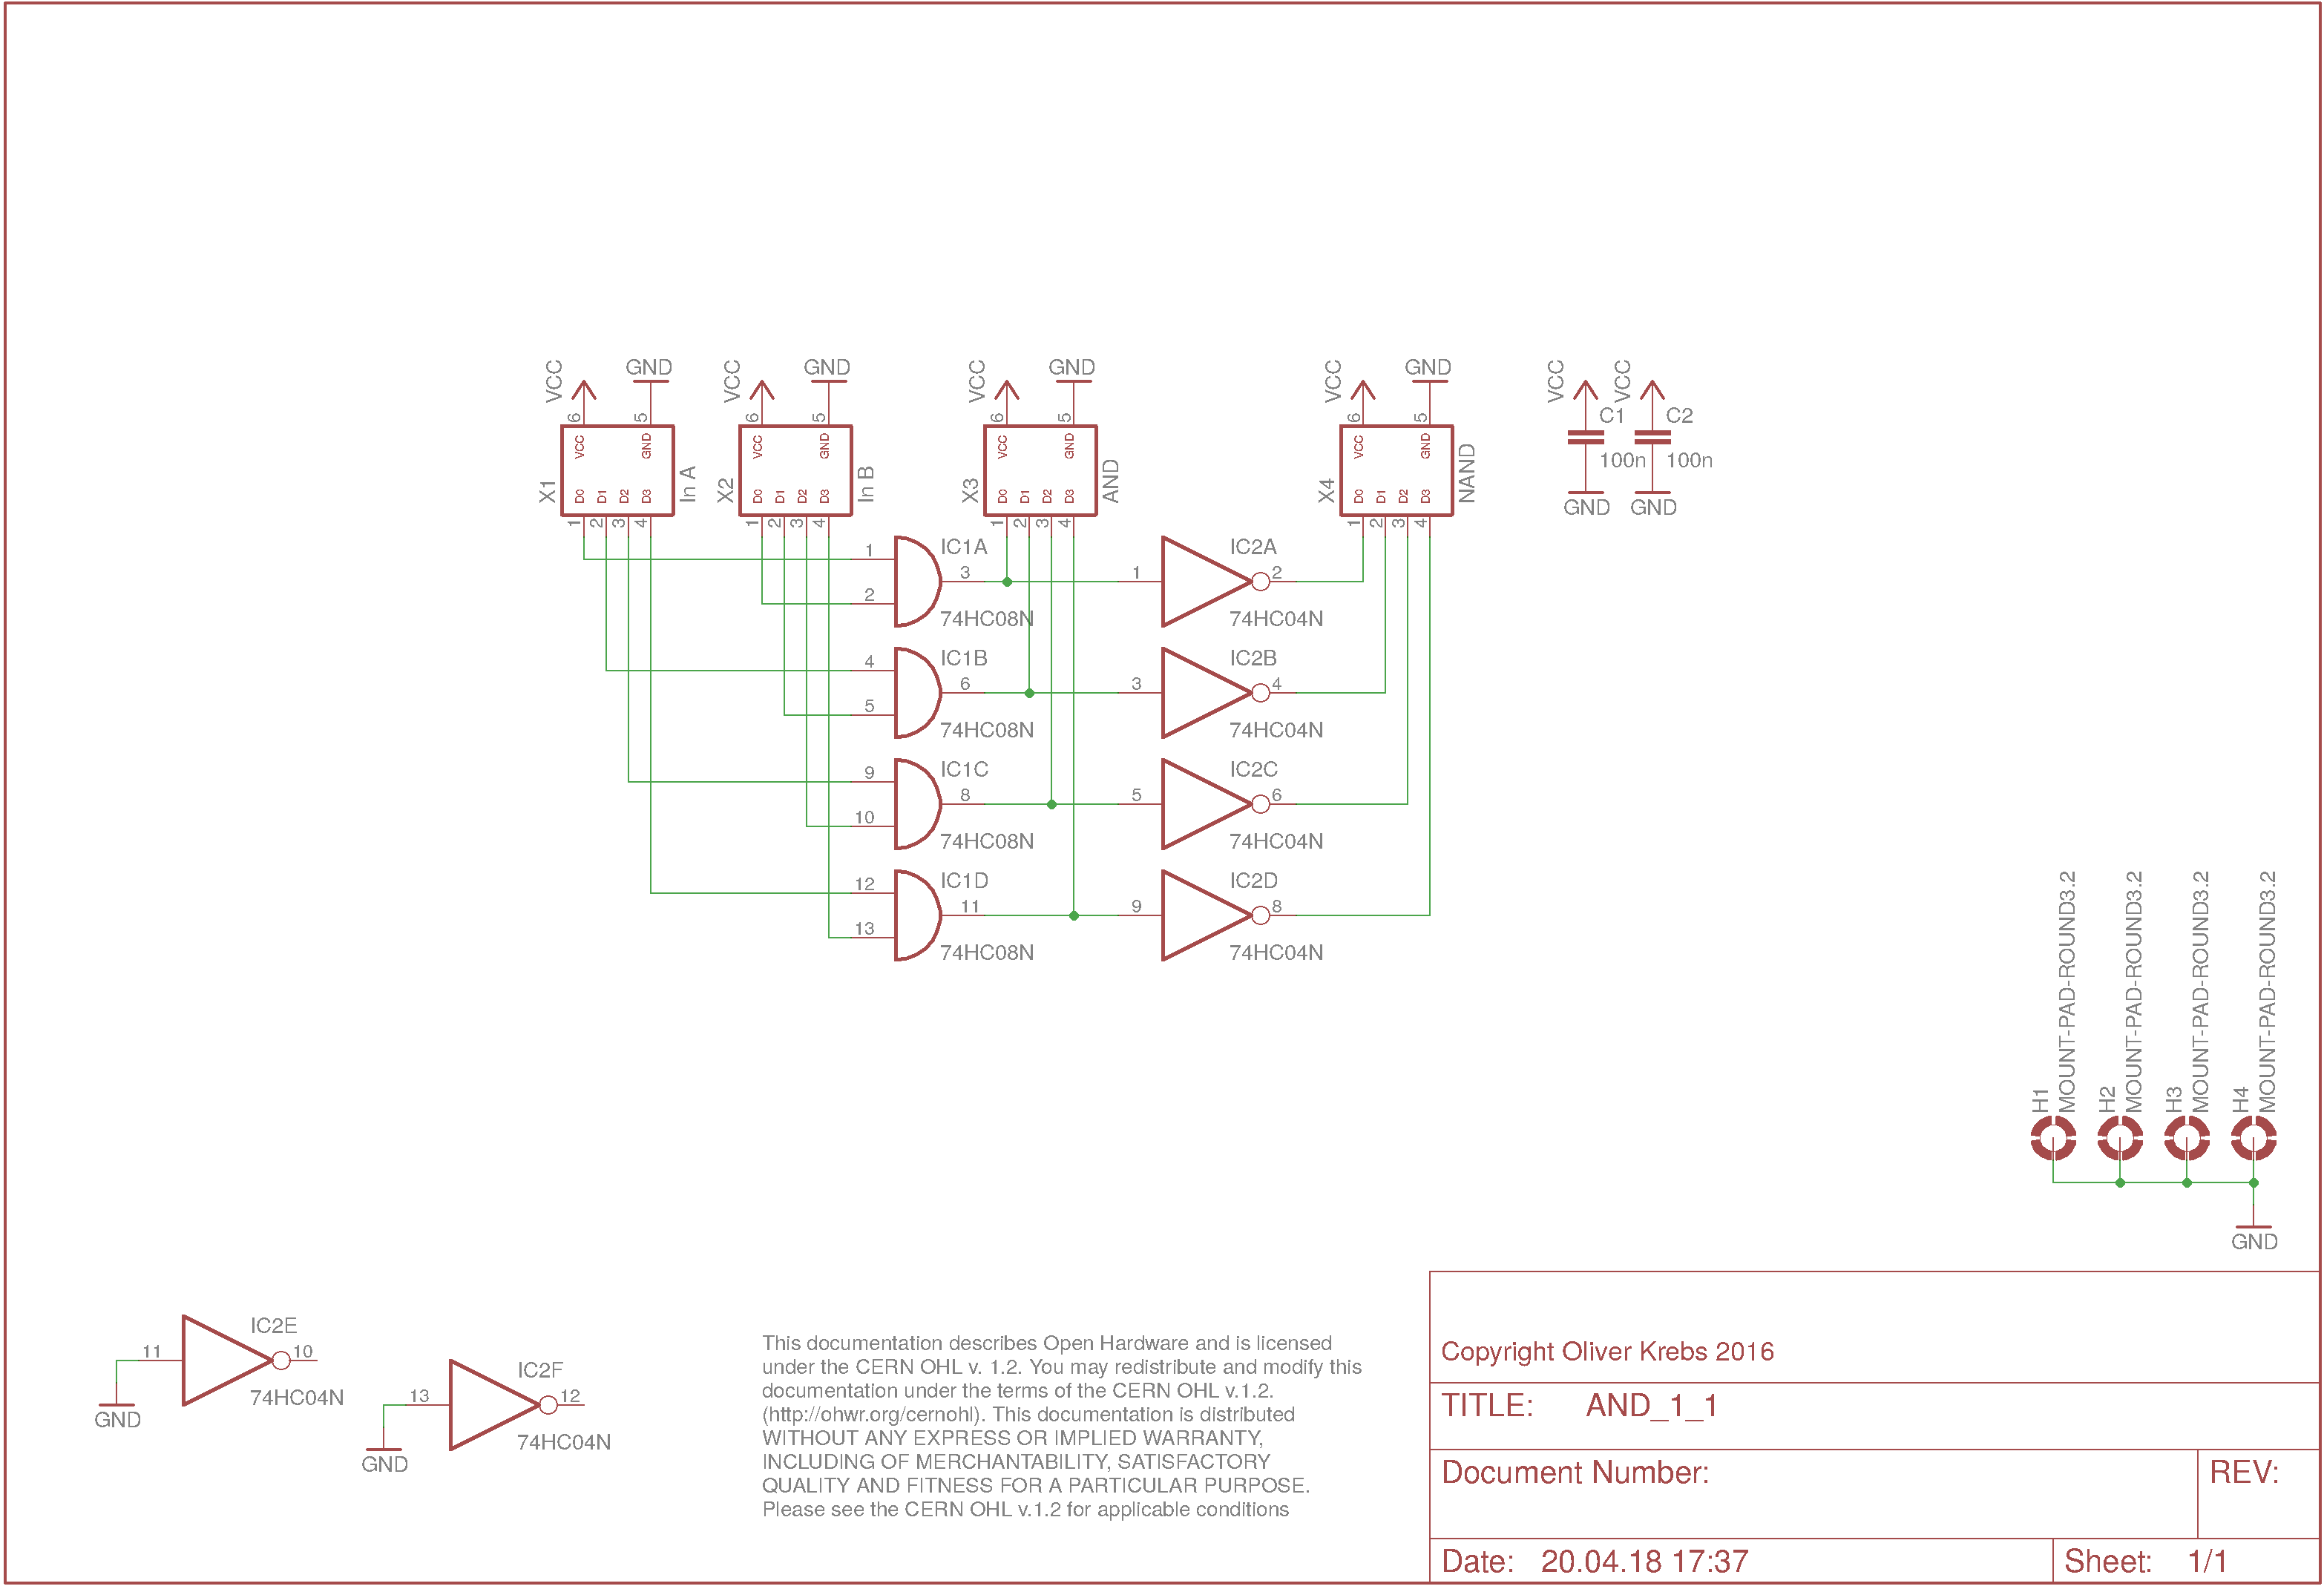 VCC GND VCC GND VCC GND VCC GND VCC VCC
6 5 6 5 6 5 6 5 C1 C2
VCC GND VCC GND VCC GND VCC GND
100n 100n
X1 D0 D1 D2 D3 In A X2 D0 D1 D2 D3 In B X3 D0 D1 D2 D3 AND X4 D0 D1 D2 D3 NAND
GND GND
1 2 3 4 1 2 3 4 1 2 3 4 1 2 3 4
1 IC1A IC2A
3 1 2
2
74HC08N 74HC04N
4 IC1B IC2B
6 3 4
5
74HC08N 74HC04N
9 IC1C IC2C
8 5 6
10
74HC08N 74HC04N
12 IC1D IC2D
11 9 8
13
74HC08N 74HC04N
H1 MOUNT-PAD-ROUND3.2
H2 MOUNT-PAD-ROUND3.2
H3 MOUNT-PAD-ROUND3.2
H4 MOUNT-PAD-ROUND3.2
GND
IC2E
11 10
74HC04N
GND
IC2F
13 12
74HC04N
GND
This documentation describes Open Hardware and is licensed
under the CERN OHL v. 1.2. You may redistribute and modify this
documentation under the terms of the CERN OHL v.1.2.
(http://ohwr.org/cernohl). This documentation is distributed
WITHOUT ANY EXPRESS OR IMPLIED WARRANTY,
INCLUDING OF MERCHANTABILITY, SATISFACTORY
QUALITY AND FITNESS FOR A PARTICULAR PURPOSE.
Please see the CERN OHL v.1.2 for applicable conditions
Copyright Oliver Krebs 2016
TITLE: AND_1_1
Document Number: REV:
Date: 20.04.18 17:37 Sheet: 1/1